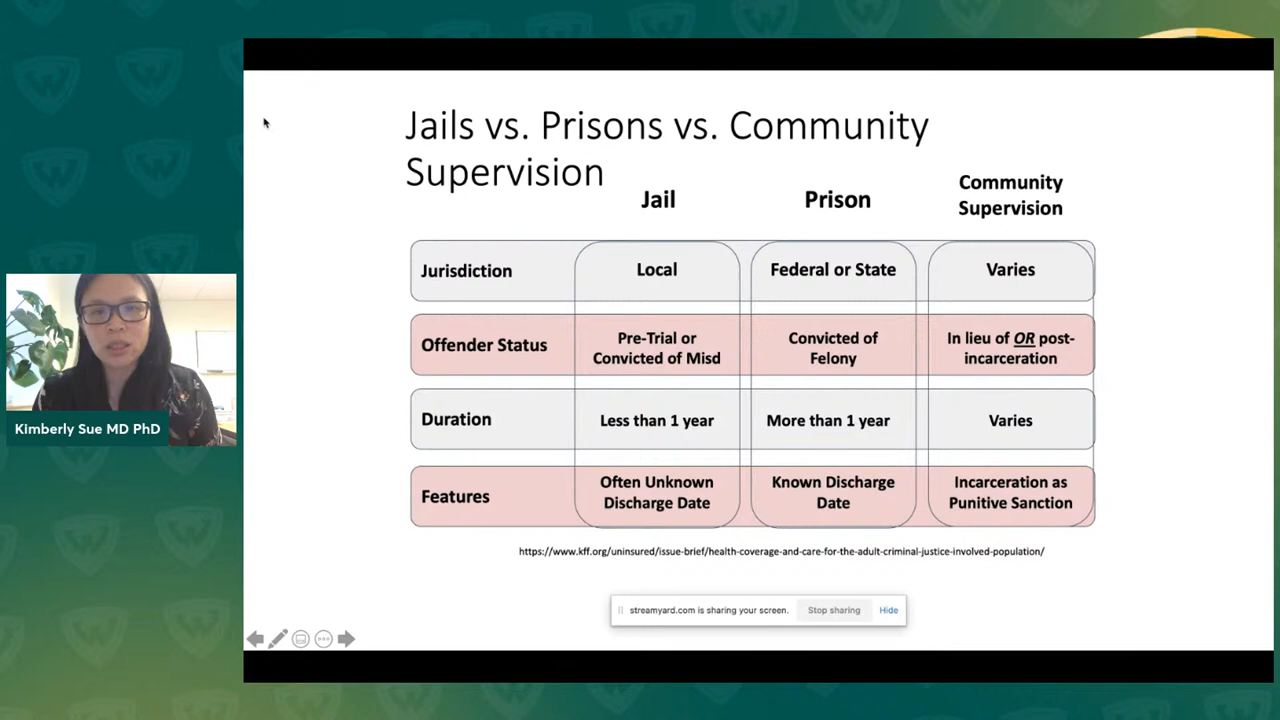 Jails vs. Prisons vs. Community
Supervision
Jail
Prison
Community
Supervision
Jurisdiction
Local
Federal or State
Varies
Offender Status
Pre-Trial or
Convicted of Misd
Convicted of
Felony
In lieu of OR post-
incarceration
Duration
Less than 1 year
More than 1 year
Varies
Features
Often Unknown
Discharge Date
Known Discharge
Date
Incarceration as
Punitive Sanction
https://www.kff.org/uninsured/issue-brief/health-coverage-and-care-for-the-adult-criminal-justice-involved-population/
Kimberly Sue MD PhD
streamyard.com is sharing your screen.
Stop sharing
Hide